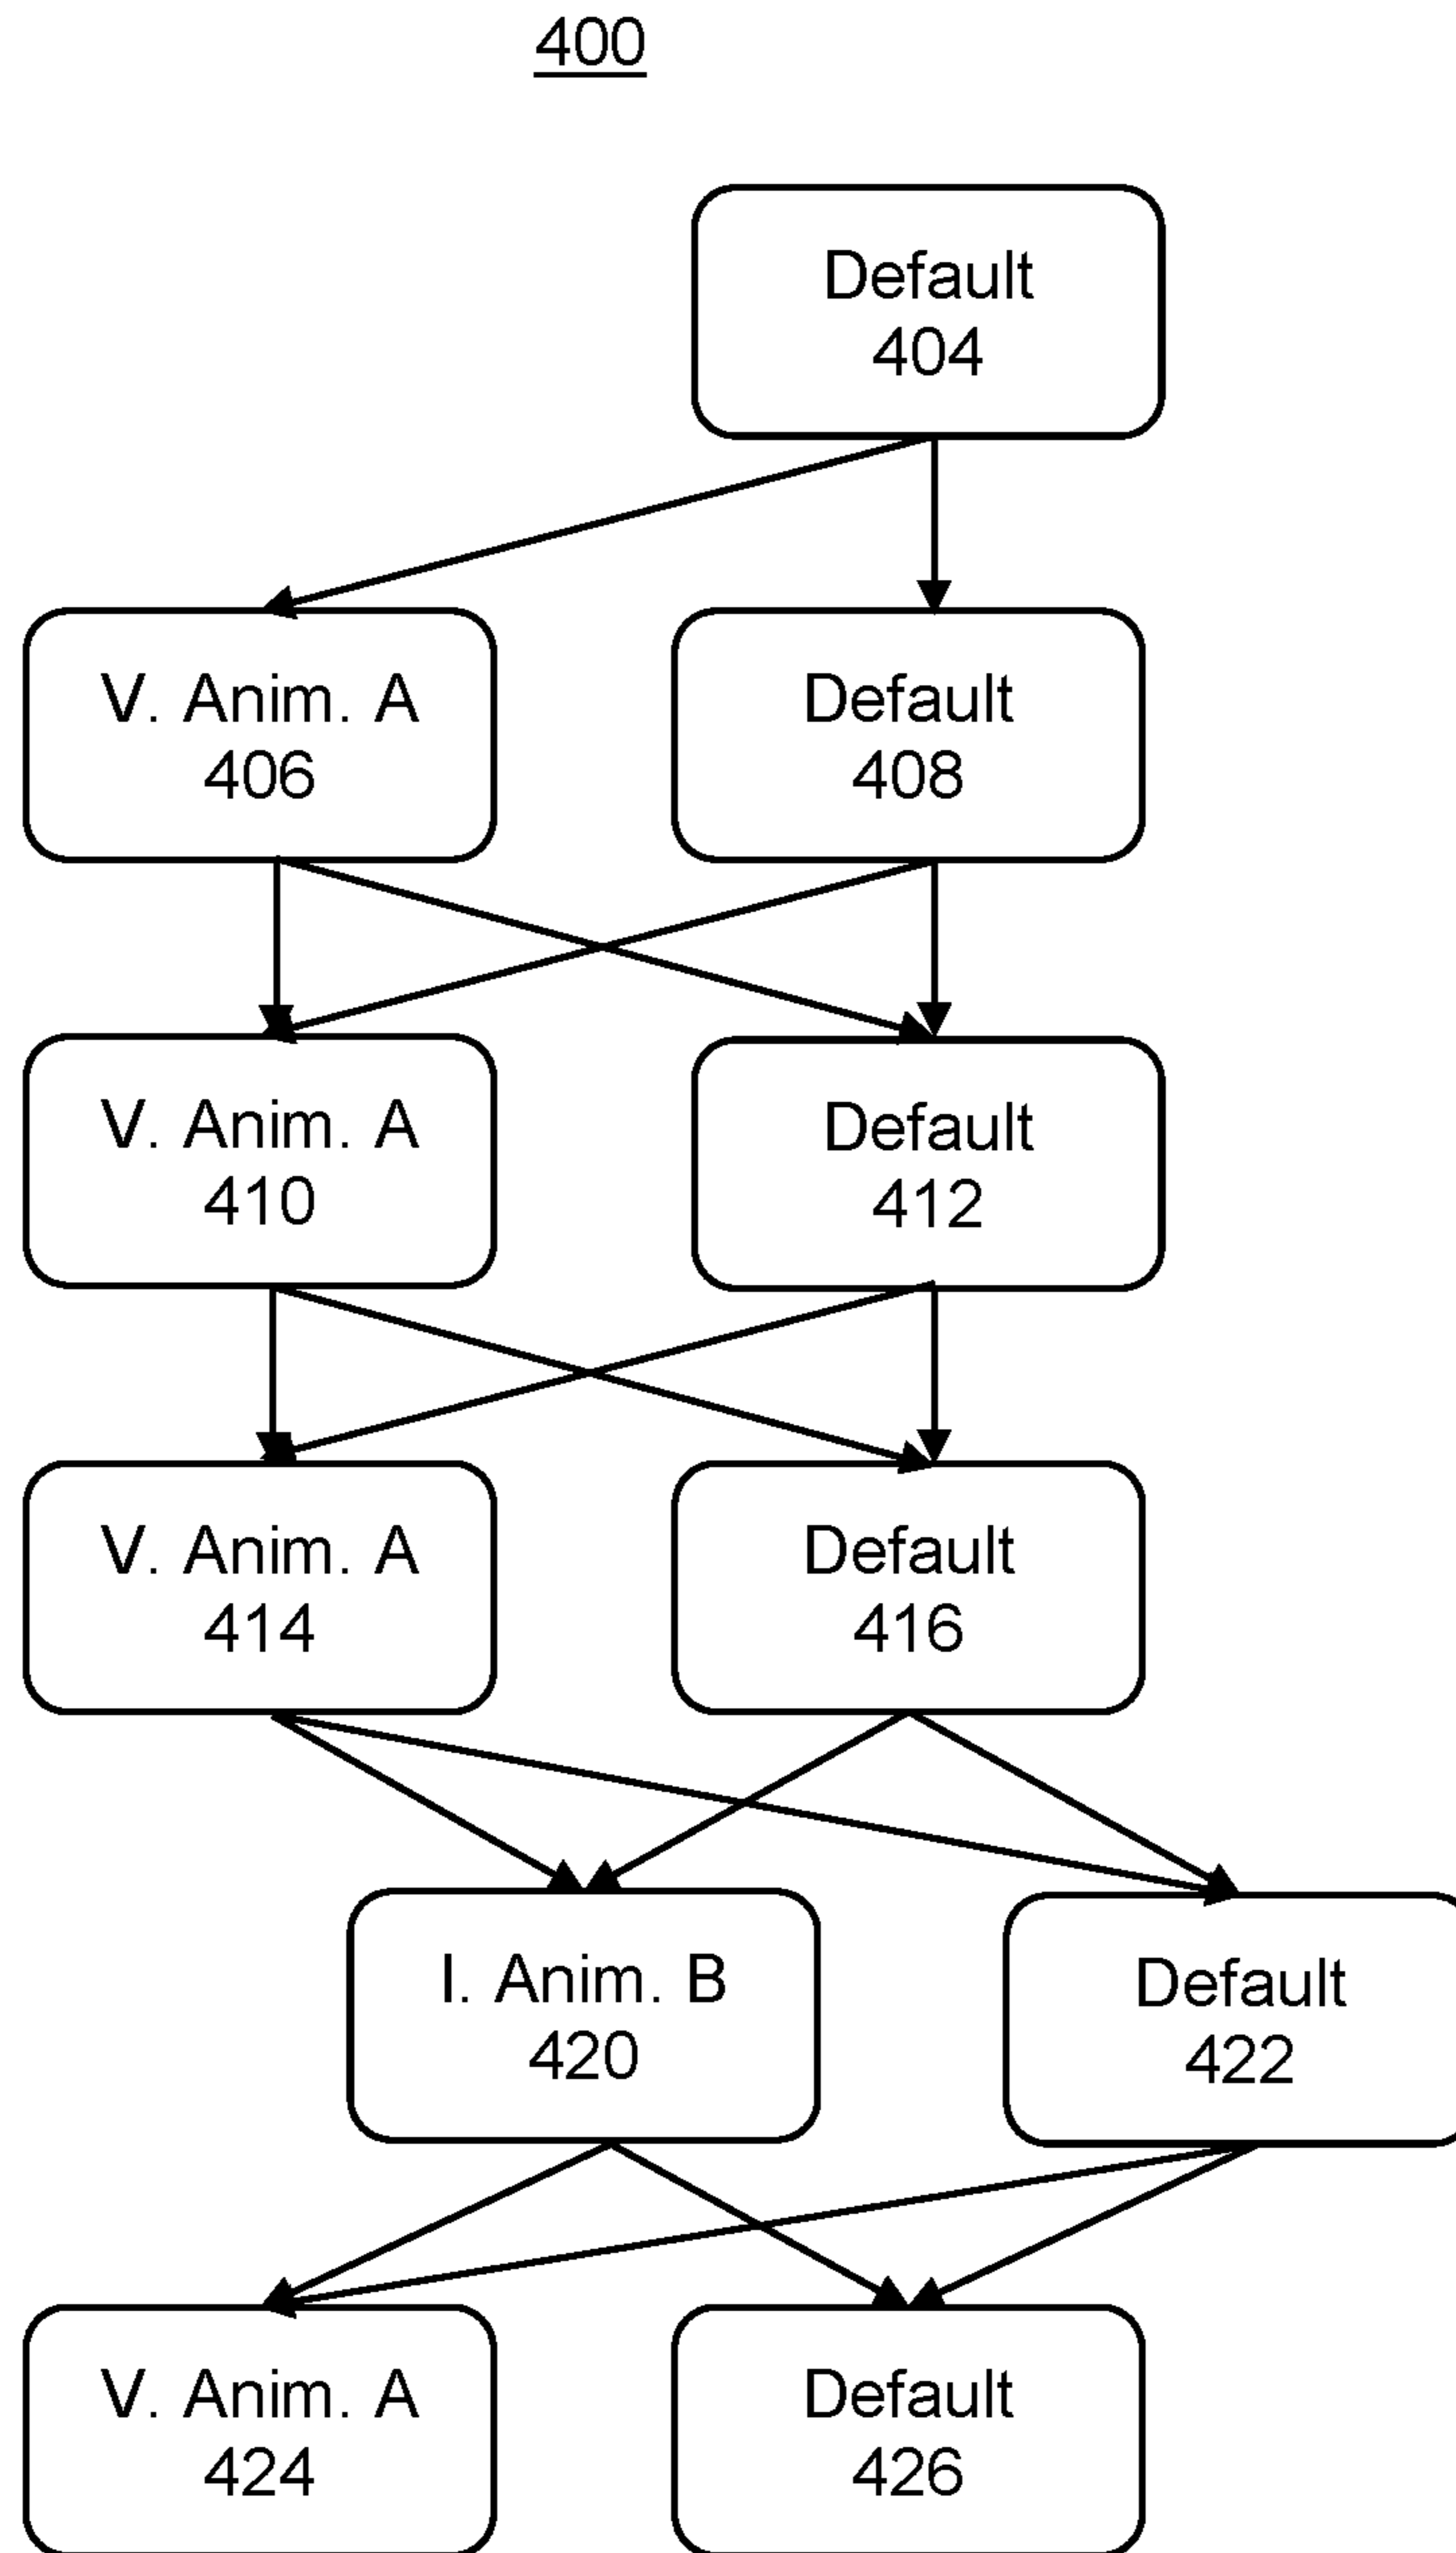 400
Default
404
V. Anim. A
406
Default
408
V. Anim. A
410
Default
412
V. Anim. A
414
Default
416
I. Anim. B
420
Default
422
V. Anim. A
424
Default
426